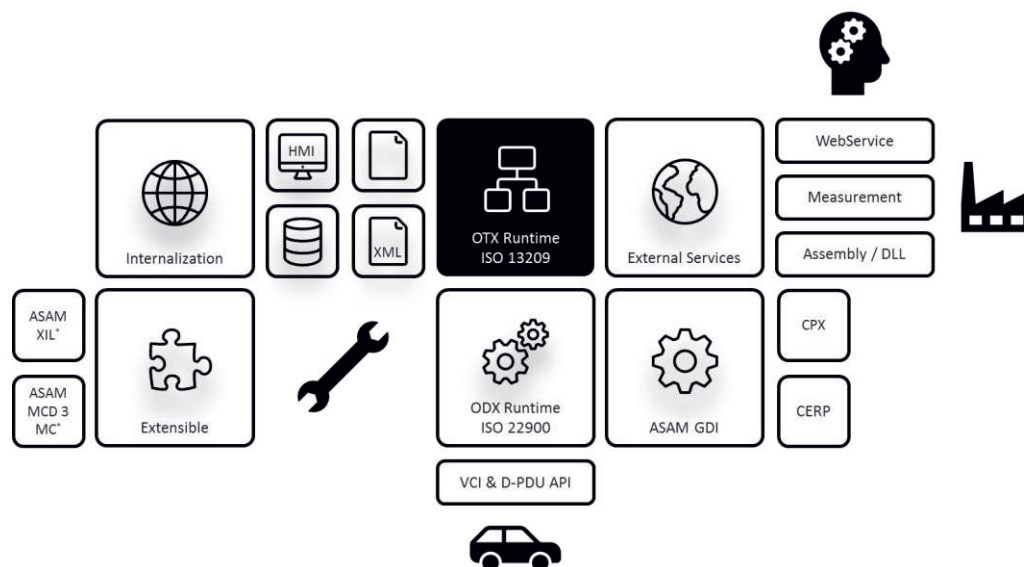 HMI
Internalization
XML
OTX Runtime
ISO 13209
External Services
WebService
Measurement
Assembly / DLL
ASAM
XIL*
ASAM
MCD 3
MC*
Extensible
ODX Runtime
ISO 22900
ASAM GDI
CPX
CERP
VCI & D-PDU API